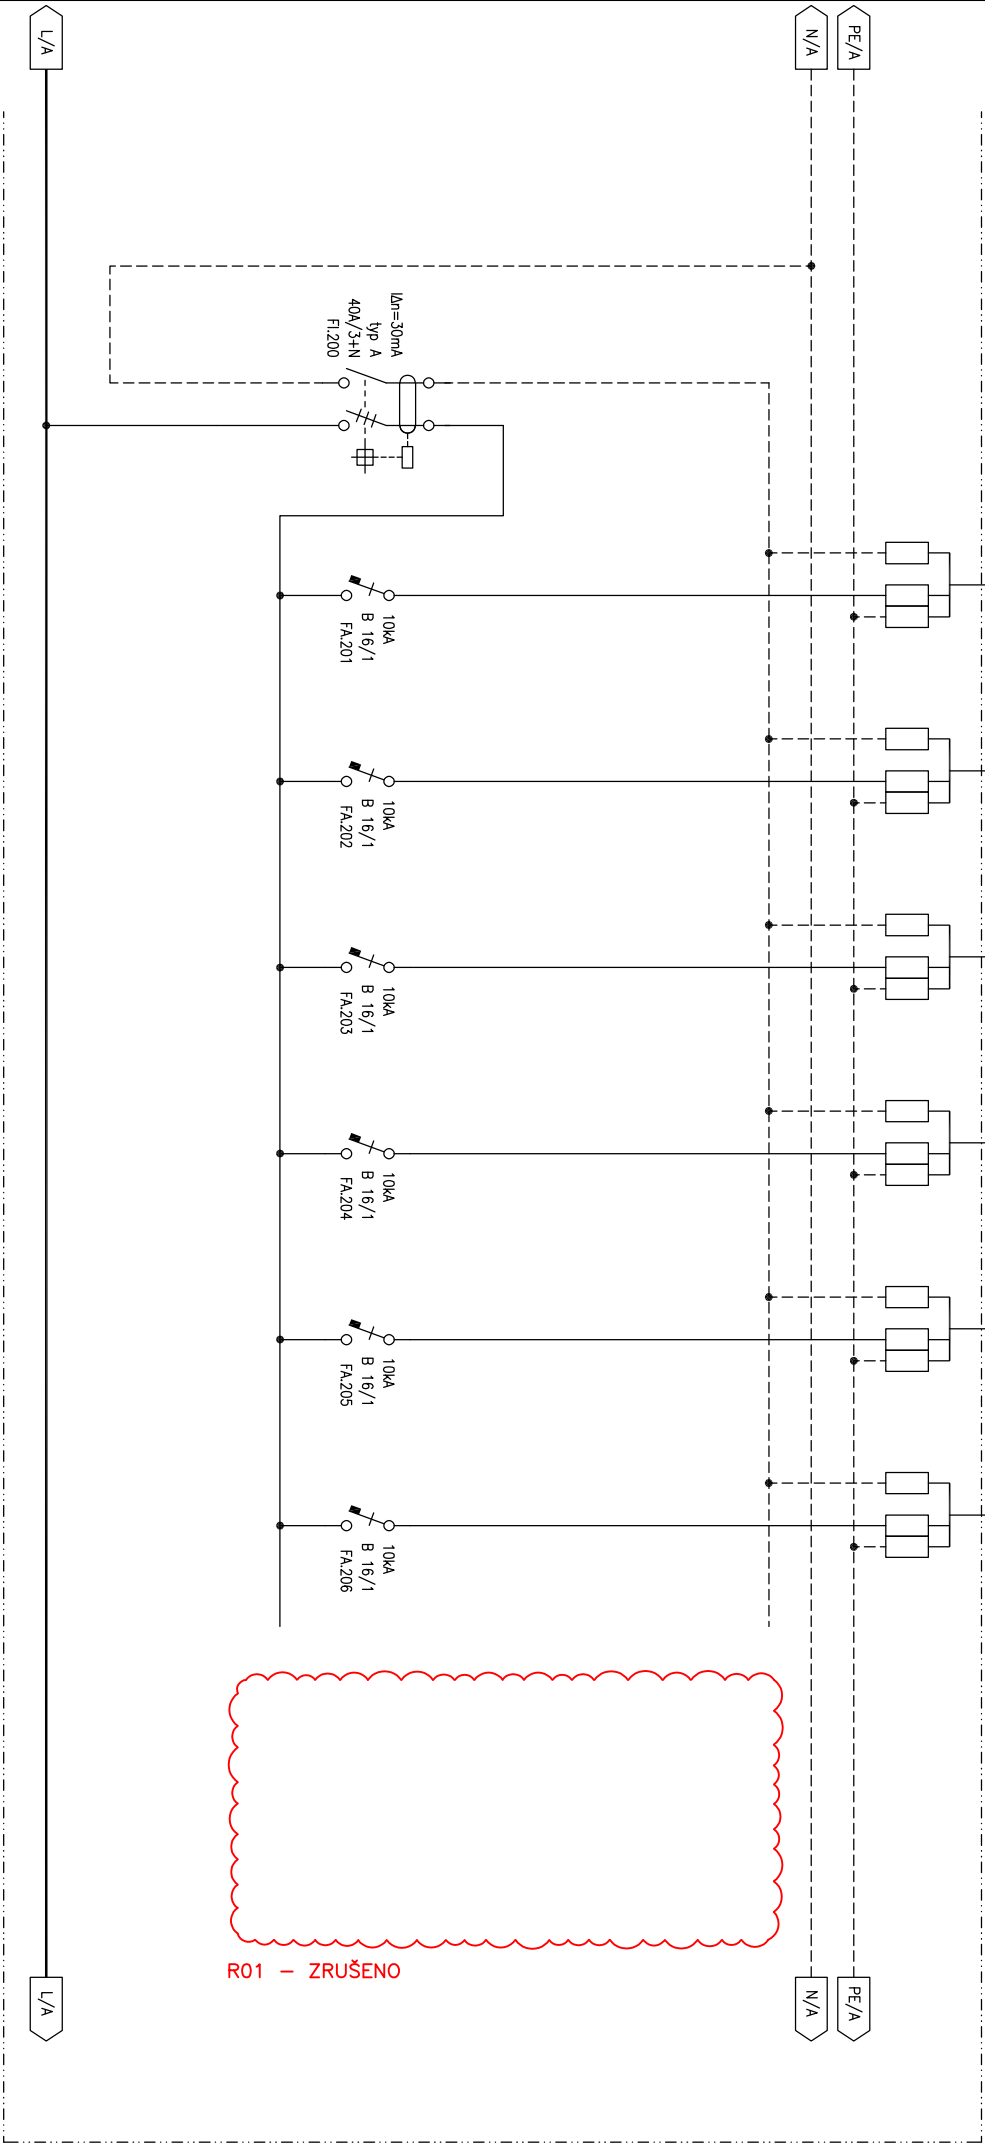 L/A
N/A
PE/A
IΔn=30mA
typ A
40A/3+N
FI.200
10kA
B 16/1
FA.201
10kA
B 16/1
FA.202
10kA
B 16/1
FA.203
10kA
B 16/1
FA.204
10kA
B 16/1
FA.205
10kA
B 16/1
FA.206
R01 – ZRUŠENO
L/A
N/A
PE/A